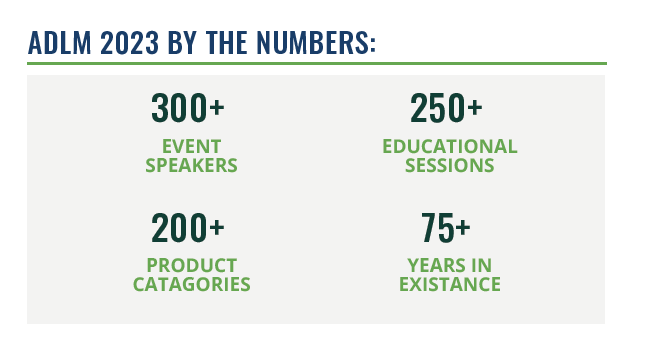 ADLM 2023 BY THE NUMBERS:
300+
EVENT
SPEAKERS
250+
EDUCATIONAL
SESSIONS
200+
PRODUCT
CATAGORIES
75+
YEARS IN
EXISTANCE